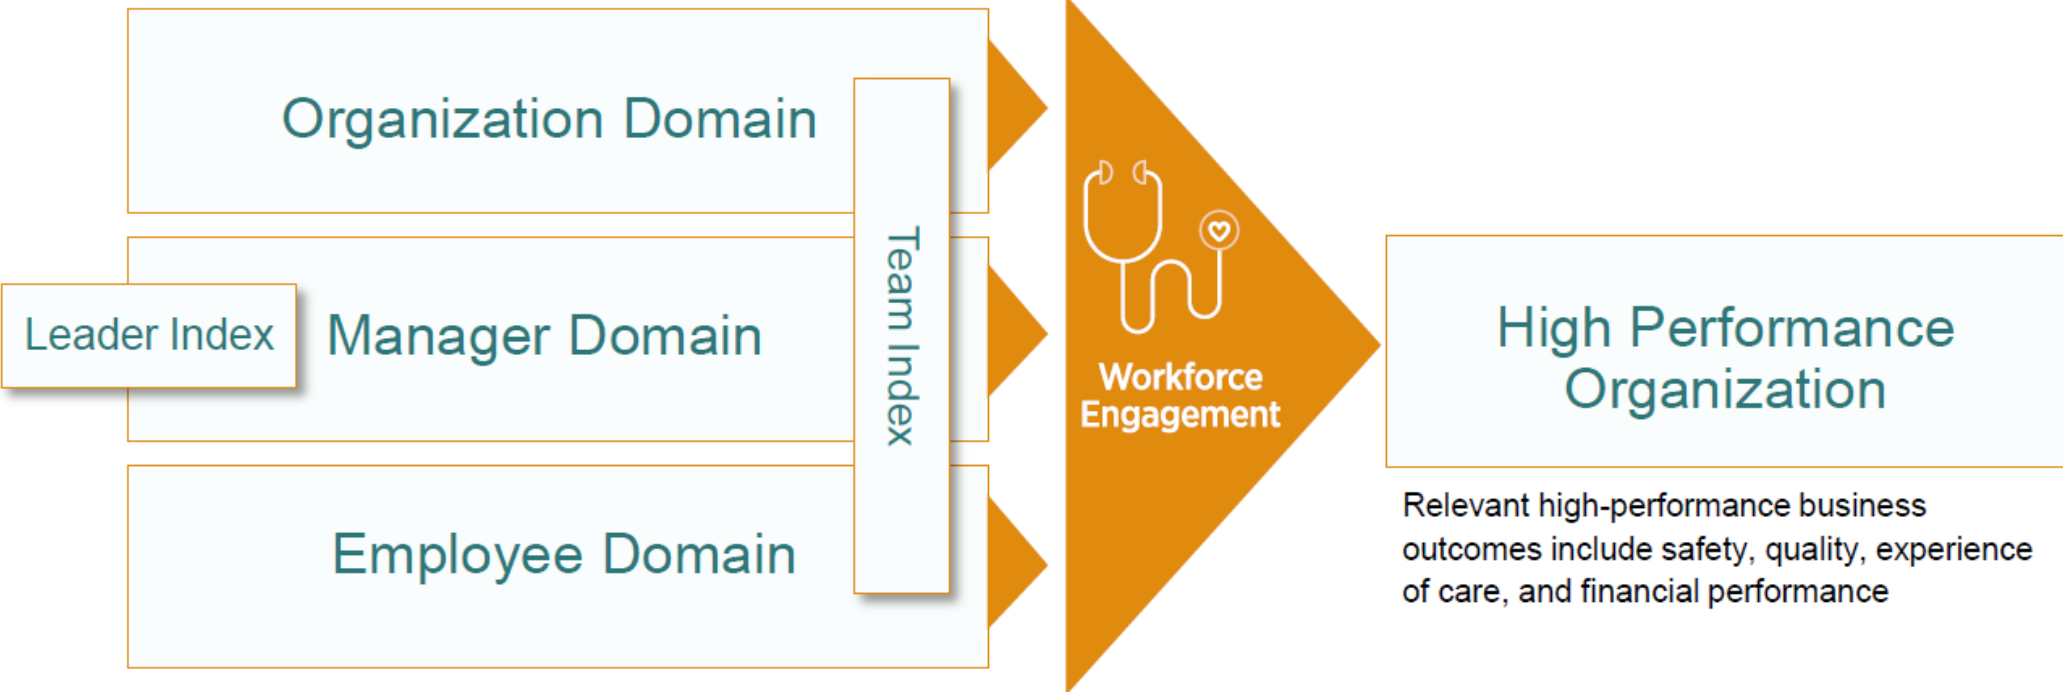 Organization Domain
Team Index
Leader Index
Manager Domain
Employee Domain
Workforce
Engagement
High Performance
Organization
Relevant high-performance business
outcomes include safety, quality, experience
of care, and financial performance